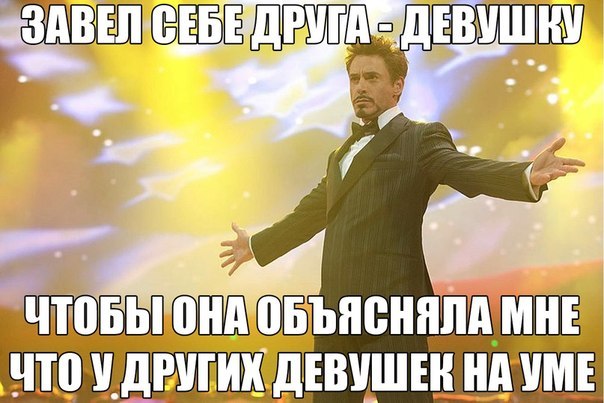 ЗАВЕЛ СЕБЕ ДРУГА - ДЕВУШКУ
ЧТОБЫ ОНА ОБЪЯСНЯЛА МНЕ
ЧТО У ДРУГИХ ДЕВУШЕК НА УМЕ